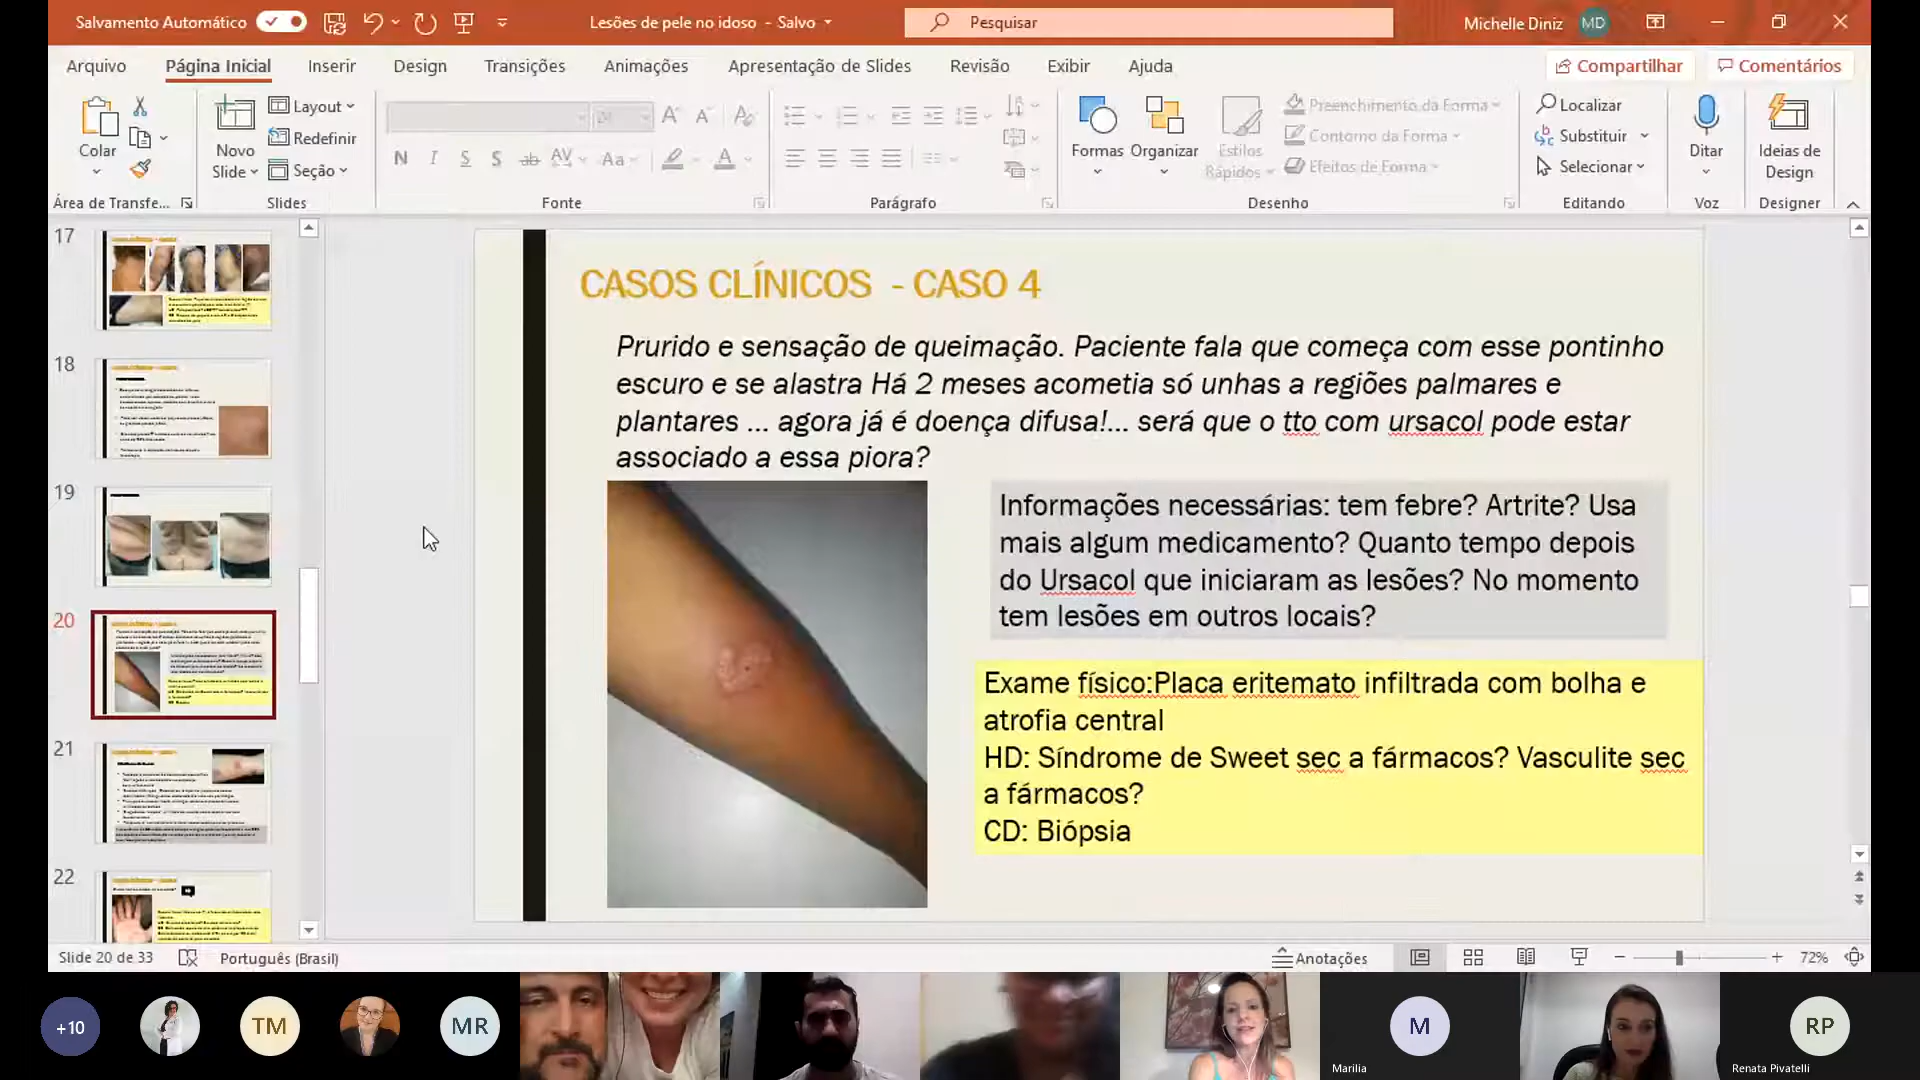 Salvamento Automático
Lesões de pele no idoso - Salvo
Pesquisar
Michelle Diniz
MD
Arquivo
Página Inicial
Inserir
Design
Transições
Animações
Apresentação de Slides
Revisão
Exibir
Ajuda
Compartilhar
Comentários
Colar
Novo
Slide
Layout
Redefinir
Seção
N I S S ab AV Aa A
Formas
Organizar
Estilos
Rápidos
Preenchimento da Forma
Contorno da Forma
Efeitos de Forma
Localizar
Substituir
Selecionar
Ditar
Ideias de
Design
Área de Transfe...
Slides
Fonte
Parágrafo
Desenho
Editando
Voz
Designer
17
18
19
20
21
22
CASOS CLÍNICOS - CASO 4
Prurido e sensação de queimação. Paciente fala que começa com esse pontinho
escuro e se alastra Há 2 meses acometia só unhas a regiões palmares e
plantares ... agora já é doença difusa!... será que o tto com ursacol pode estar
associado a essa piora?
Informações necessárias: tem febre? Artrite? Usa
mais algum medicamento? Quanto tempo depois
do Ursacol que iniciaram as lesões? No momento
tem lesões em outros locais?
Exame físico:Placa eritemato infiltrada com bolha e
atrofia central
HD: Síndrome de Sweet sec a fármacos? Vasculite sec
a fármacos?
CD: Biópsia
Slide 20 de 33
Português (Brasil)
Anotações
72%
+10
TM
MR
M
Marilia
RP
Renata Pivatelli